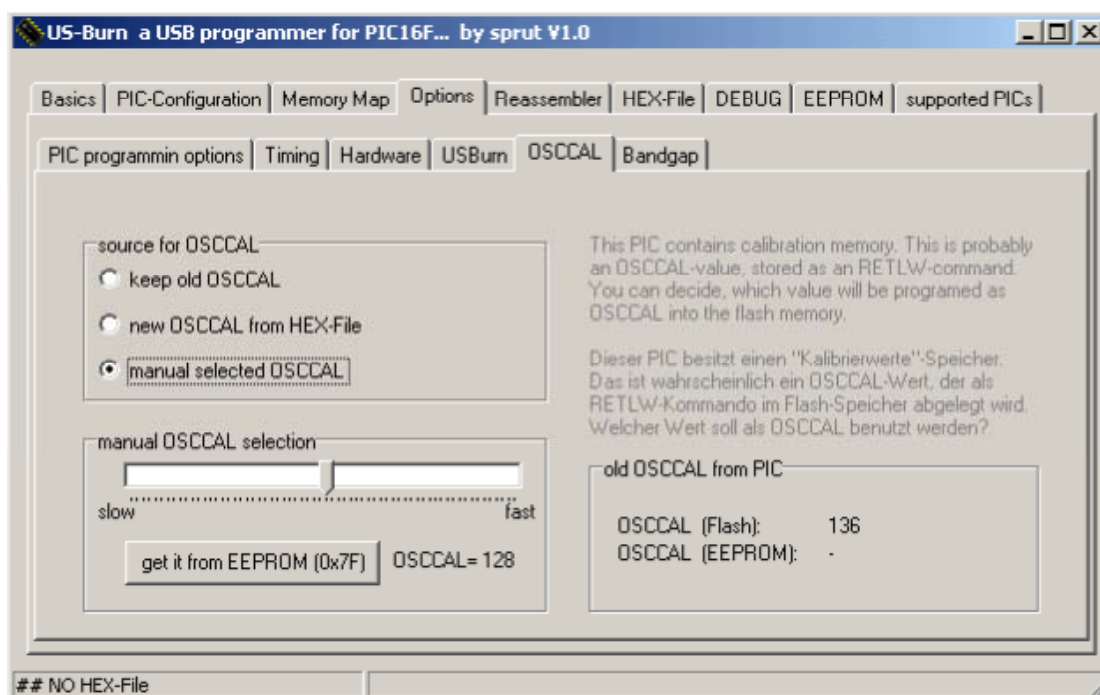 US-Burn a USB programmer for PIC16F... by sprut V1.0
Basics PIC-Configuration Memory Map Options Reassembler HEX-File DEBUG EEPROM supported PICs
PIC programmin options Timing Hardware USBurn OSCCAL Bandgap
source for OSCCAL
keep old OSCCAL
new OSCCAL from HEX-File
manual selected OSCCAL
manual OSCCAL selection
slow fast
get it from EEPROM (0x7F) OSCCAL= 128
This PIC contains calibration memory. This is probably
an OSCCAL-value, stored as an RETLW-command.
You can decide, which value will be programed as
OSCCAL into the flash memory.
Dieser PIC besitzt einen "Kalibrierwerte"-Speicher.
Das ist wahrscheinlich ein OSCCAL-Wert, der als
RETLW-Kommando im Flash-Speicher abgelegt wird.
Welcher Wert soll als OSCCAL benutzt werden?
old OSCCAL from PIC
OSCCAL (Flash): 136
OSCCAL (EEPROM): -
## NO HEX-File